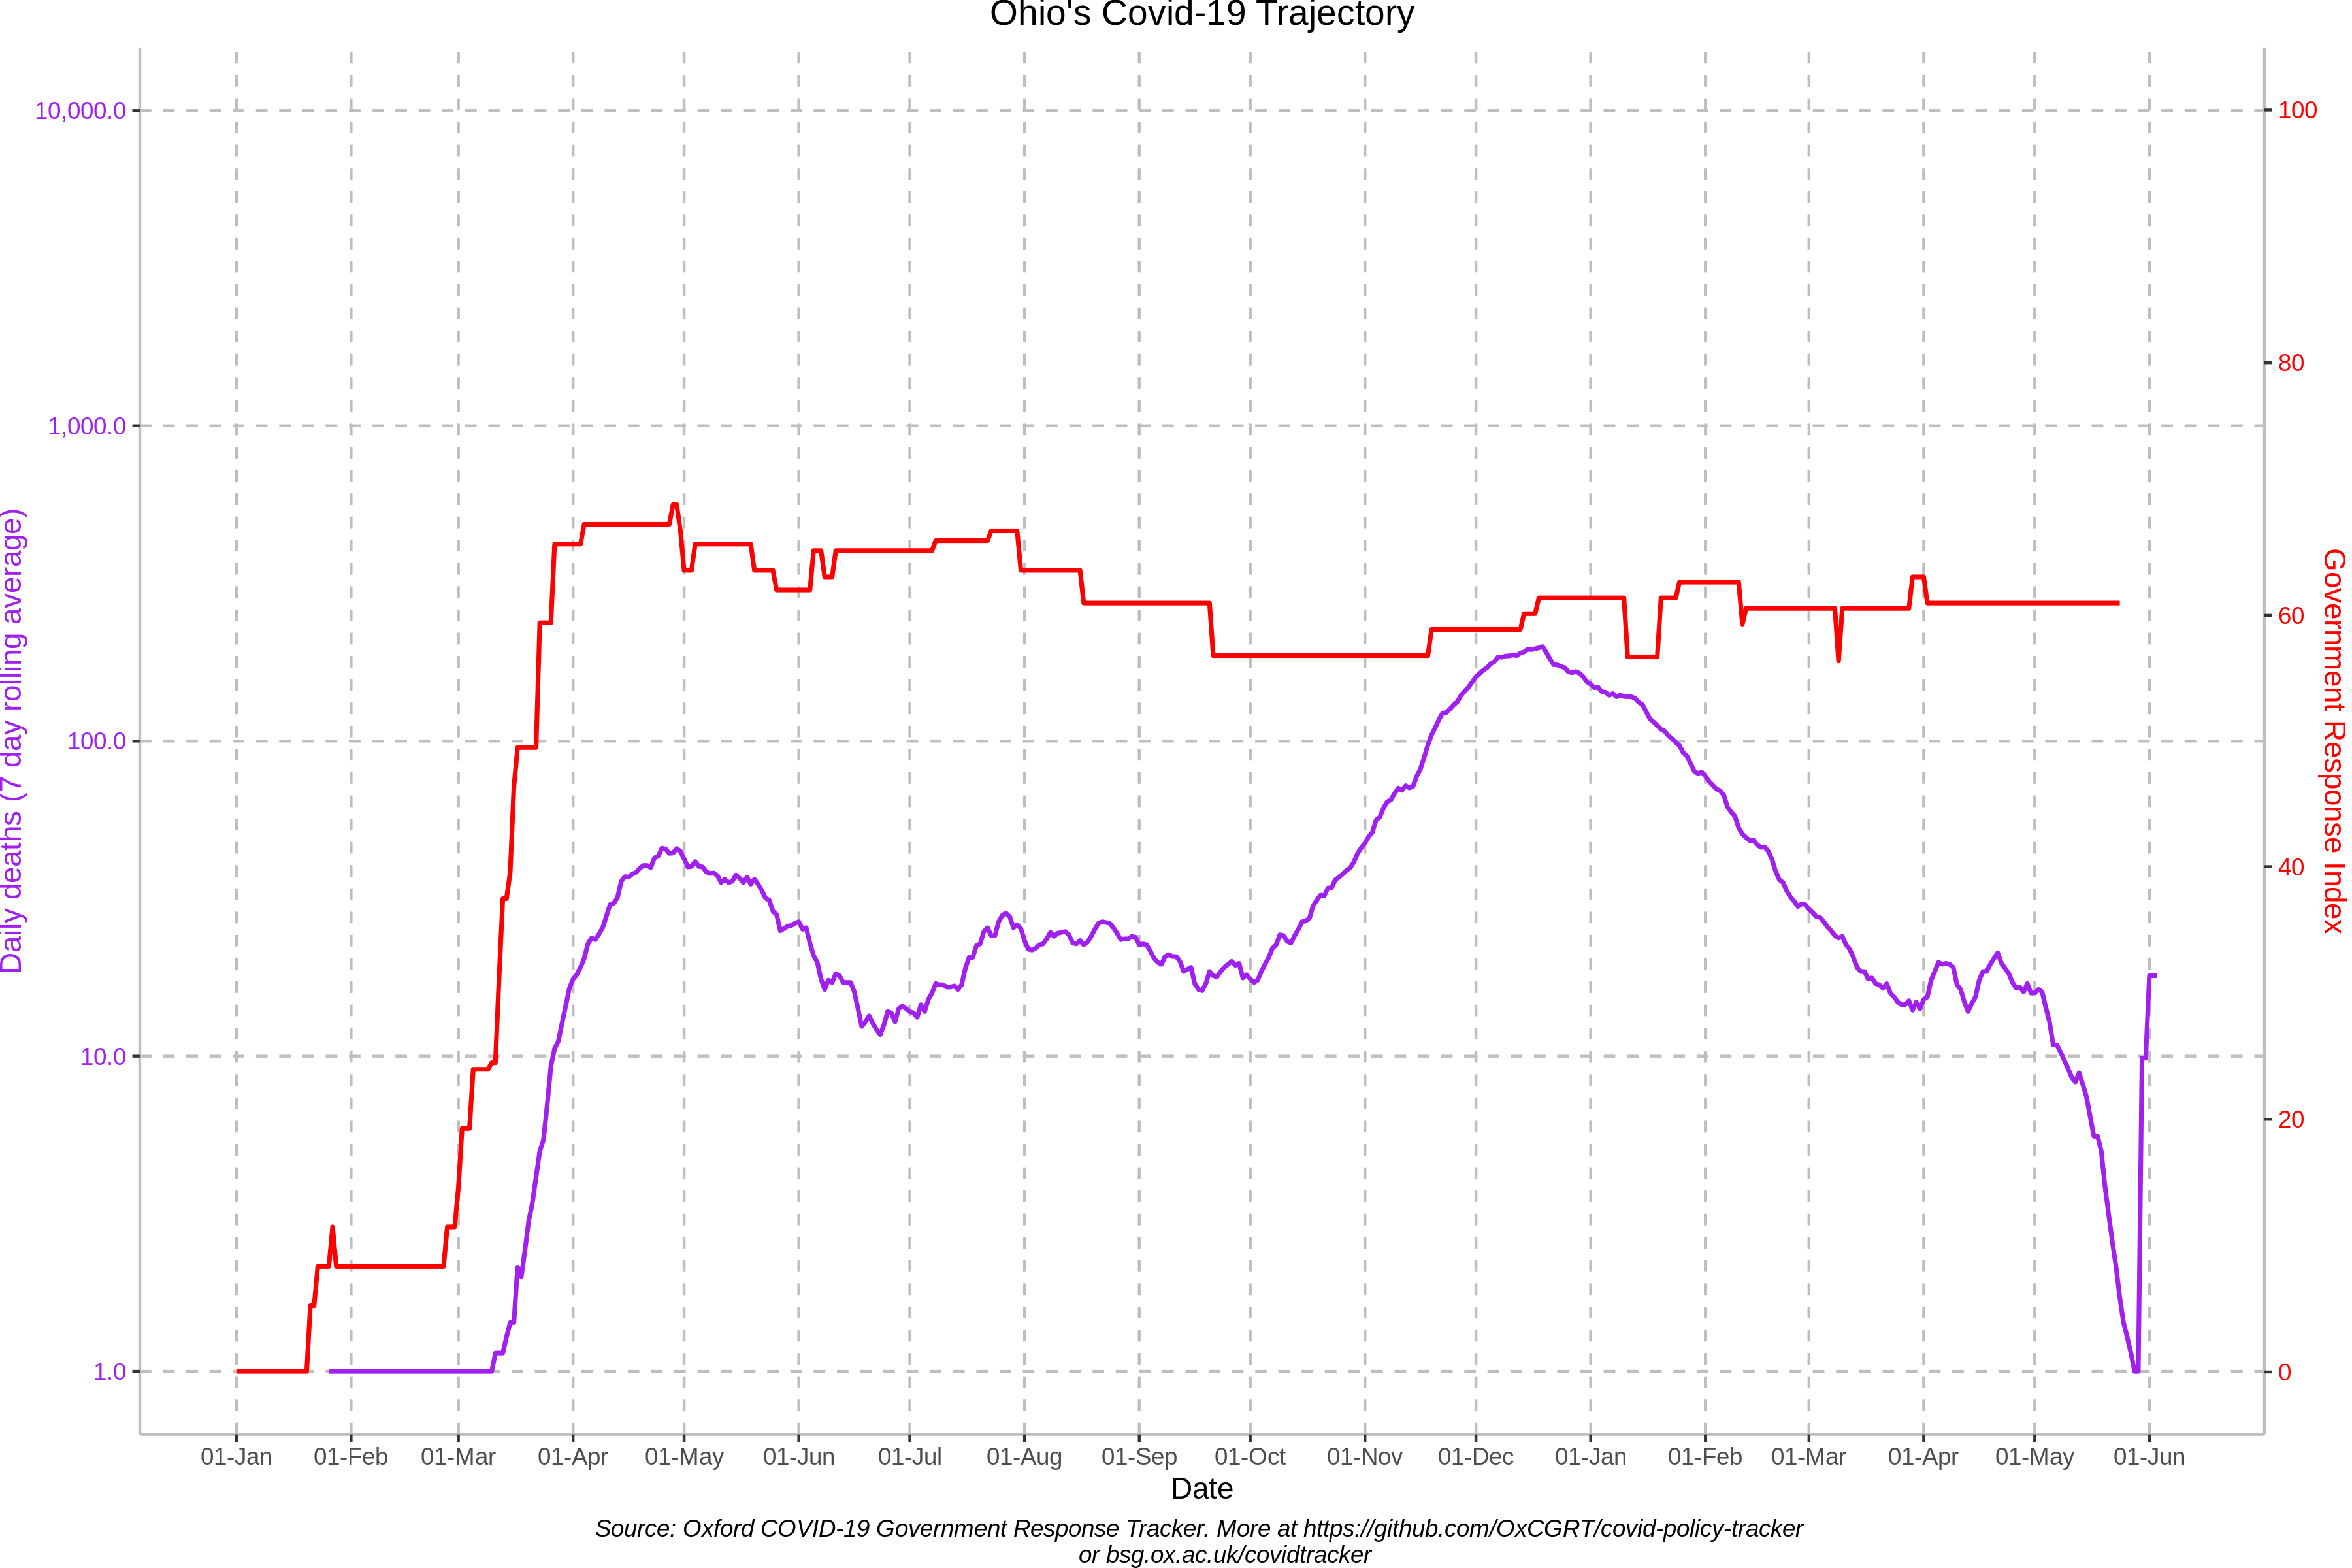 Ohio's Covid-19 Trajectory
10,000.0
1,000.0
100.0
10.0
1.0
Daily deaths (7 day rolling average)
100
80
60
40
20
0
Government Response Index
01-Jan 01-Feb 01-Mar 01-Apr 01-May 01-Jun 01-Jul 01-Aug 01-Sep 01-Oct 01-Nov 01-Dec 01-Jan 01-Feb 01-Mar 01-Apr 01-May 01-Jun
Date
Source: Oxford COVID-19 Government Response Tracker. More at https://github.com/OxCGRT/covid-policy-tracker
or bsg.ox.ac.uk/covidtracker